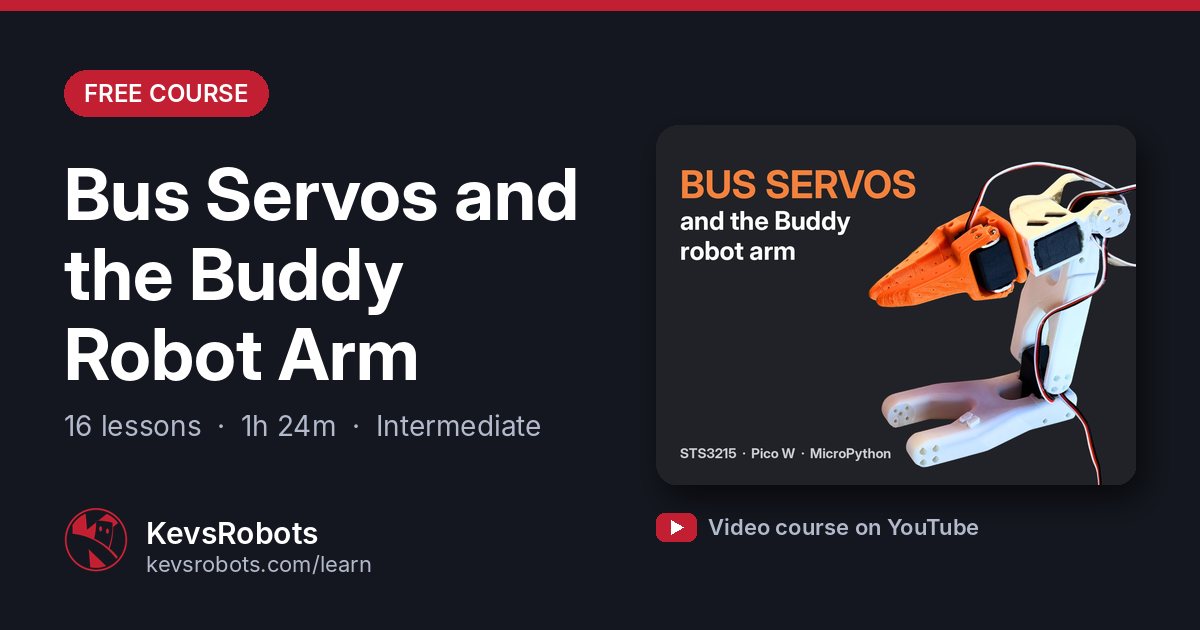 FREE COURSE
Bus Servos and
the Buddy
Robot Arm
16 lessons · 1h 24m · Intermediate
KevsRobots
kevsrobots.com/learn
BUS SERVOS
and the Buddy
robot arm
STS3215 · Pico W · MicroPython
Video course on YouTube